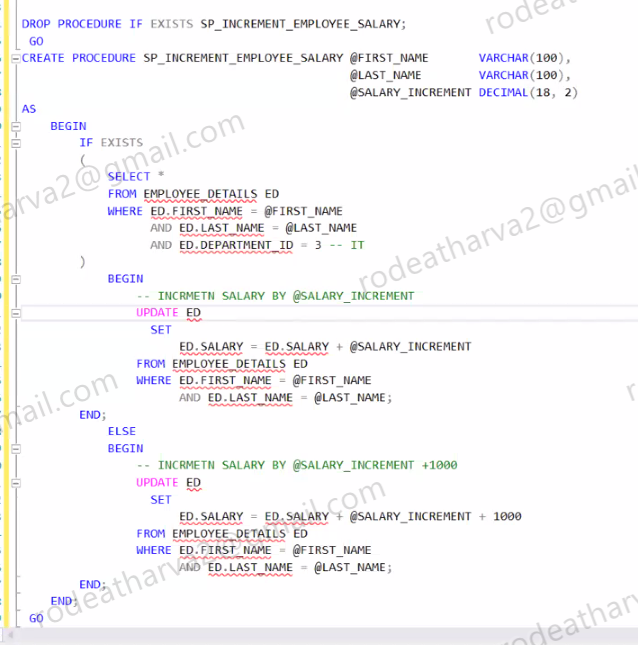 DROP PROCEDURE IF EXISTS SP_INCREMENT_EMPLOYEE_SALARY;
GO
CREATE PROCEDURE SP_INCREMENT_EMPLOYEE_SALARY @FIRST_NAME VARCHAR(100),
@LAST_NAME VARCHAR(100),
@SALARY_INCREMENT DECIMAL(18, 2)
AS
BEGIN
IF EXISTS
(
SELECT *
FROM EMPLOYEE_DETAILS ED
WHERE ED.FIRST_NAME = @FIRST_NAME
AND ED.LAST_NAME = @LAST_NAME
AND ED.DEPARTMENT_ID = 3 -- IT
)
BEGIN
-- INCRMETN SALARY BY @SALARY_INCREMENT
UPDATE ED
SET
ED.SALARY = ED.SALARY + @SALARY_INCREMENT
FROM EMPLOYEE_DETAILS ED
WHERE ED.FIRST_NAME = @FIRST_NAME
AND ED.LAST_NAME = @LAST_NAME;
END;
ELSE
BEGIN
-- INCRMETN SALARY BY @SALARY_INCREMENT +1000
UPDATE ED
SET
ED.SALARY = ED.SALARY + @SALARY_INCREMENT + 1000
FROM EMPLOYEE_DETAILS ED
WHERE ED.FIRST_NAME = @FIRST_NAME
AND ED.LAST_NAME = @LAST_NAME;
END;
END;
GO
rodeatharva2@gmail.com